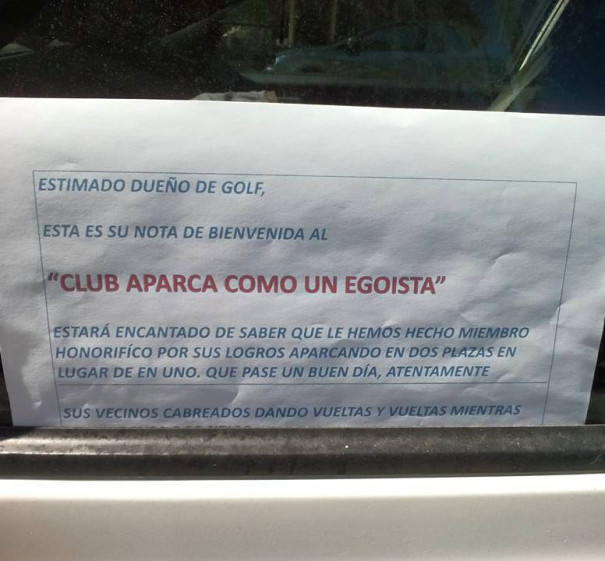 ESTIMADO DUEÑO DE GOLF,
ESTA ES SU NOTA DE BIENVENIDA AL
“CLUB APARCA COMO UN EGOISTA”
ESTARÁ ENCANTADO DE SABER QUE LE HEMOS HECHO MIEMBRO
HONORIFÍCO POR SUS LOGROS APARCANDO EN DOS PLAZAS EN
LUGAR DE EN UNO. QUE PASE UN BUEN DÍA, ATENTAMENTE
SUS VECINOS CABREADOS DANDO VUELTAS Y VUELTAS MIENTRAS